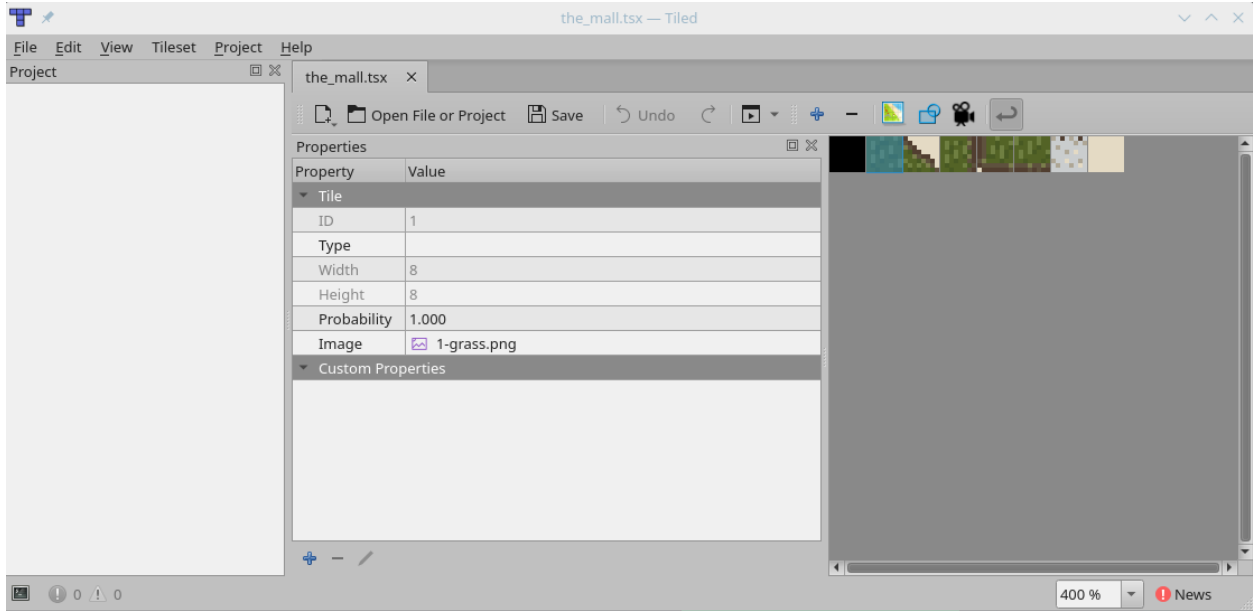 the_mall.tsx — Tiled
File Edit View Tileset Project Help
Project
the_mall.tsx
Open File or Project Save Undo
Properties
Property Value
Tile
ID 1
Type
Width 8
Height 8
Probability 1.000
Image 1-grass.png
Custom Properties
0 0
400 %
News